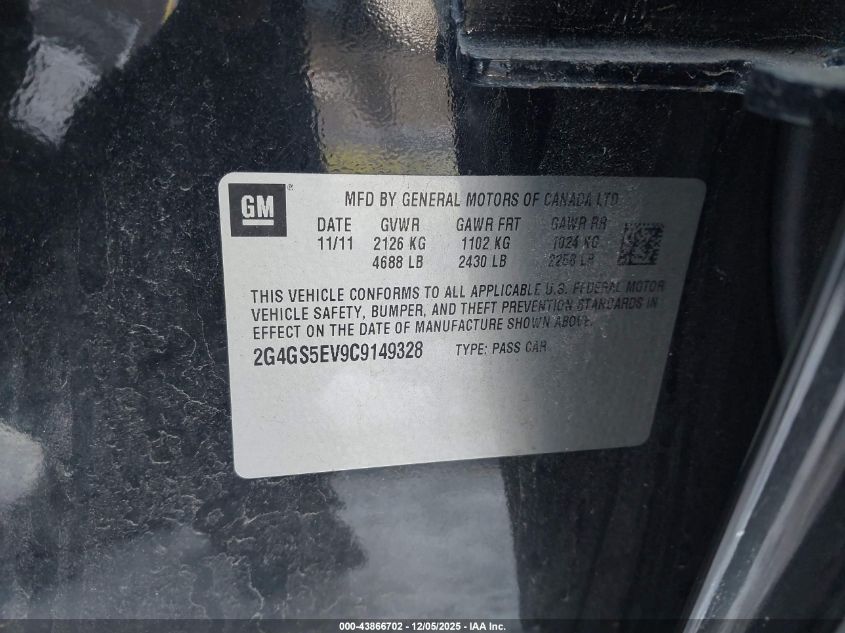 GM ®
MFD BY GENERAL MOTORS OF CANADA LTD
DATE GVWR GAWR FRT GAWR RR
11/11 2126 KG 1102 KG 1024 KG
4688 LB 2430 LB 2258 LB
THIS VEHICLE CONFORMS TO ALL APPLICABLE U.S. FEDERAL MOTOR
VEHICLE SAFETY, BUMPER, AND THEFT PREVENTION STANDARDS IN
EFFECT ON THE DATE OF MANUFACTURE SHOWN ABOVE.
2G4GS5EV9C9149328 TYPE: PASS CAR
000-43866702 - 12/05/2025 - IAA Inc.